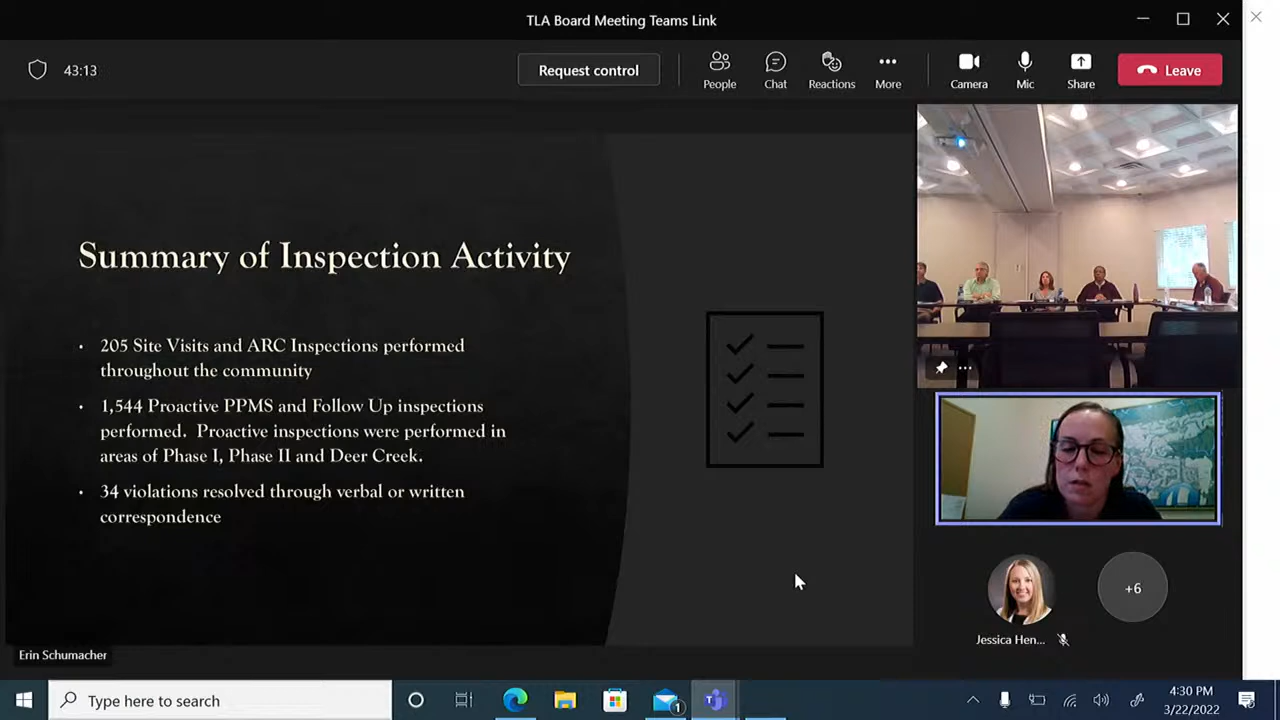 TLA Board Meeting Teams Link
43:13
Request control
People
Chat
Reactions
More
Camera
Mic
Share
Leave
Summary of Inspection Activity
• 205 Site Visits and ARC Inspections performed
throughout the community
• 1,544 Proactive PPMS and Follow Up inspections
performed. Proactive inspections were performed in
areas of Phase I, Phase II and Deer Creek.
• 34 violations resolved through verbal or written
correspondence
Erin Schumacher
Jessica Hen...
+6
Type here to search
1
4:30 PM
3/22/2022